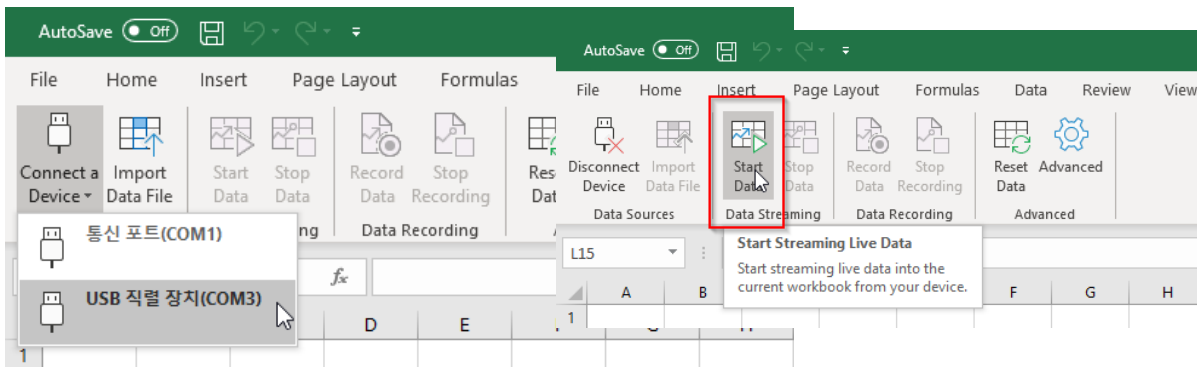 AutoSave Off
File Home Insert Page Layout Formulas
Connect a Device Import Data File Start Data Stop Data Record Data Stop Recording
ng Data Recording
통신 포트(COM1)
USB 직렬 장치(COM3)
fx
D E
1
AutoSave Off
File Home Insert Page Layout Formulas Data Review View
Disconnect Device Import Data File Start Data Stop Data Record Data Stop Recording Reset Data Advanced
Data Sources Data Streaming Data Recording Advanced
L15
Start Streaming Live Data
Start streaming live data into the
current workbook from your device.
A B F G H
1